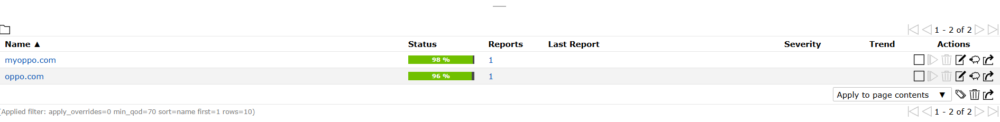 1 - 2 of 2
Name ▲ Status Reports Last Report Severity Trend Actions
myoppo.com 98 % 1
oppo.com 96 % 1
Apply to page contents ▼
(Applied filter: apply_overrides=0 min_qod=70 sort=name first=1 rows=10) 1 - 2 of 2